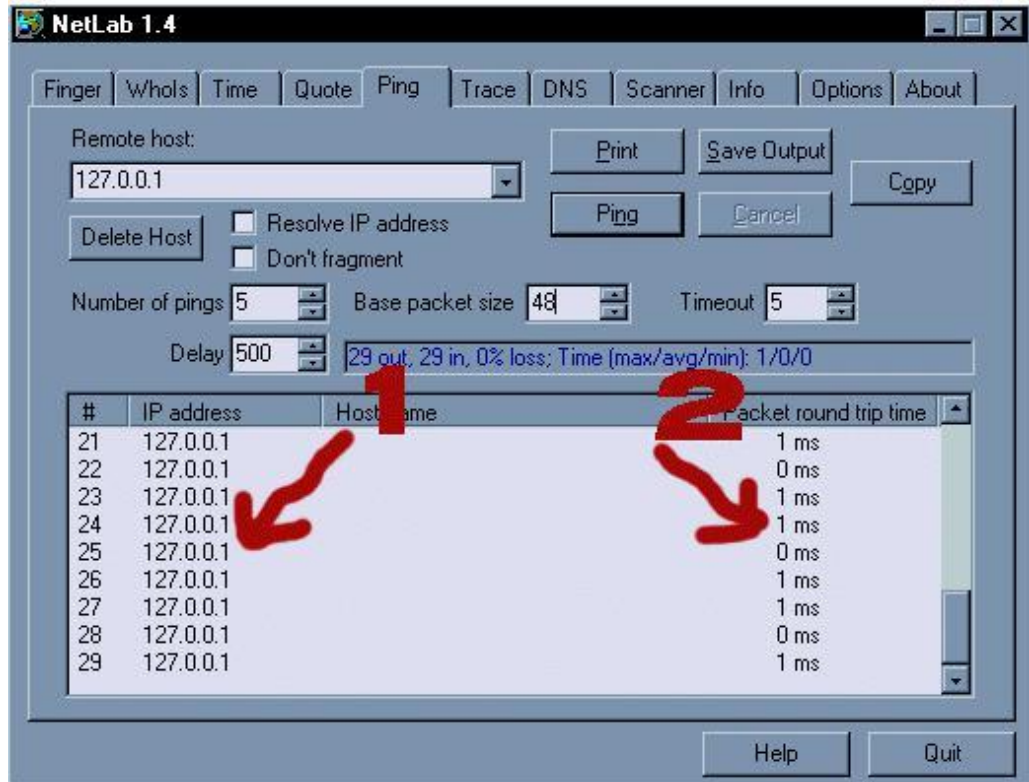 NetLab 1.4
Finger WhoIs Time Quote Ping Trace DNS Scanner Info Options About
Remote host:
127.0.0.1
Print Save Output
Copy
Delete Host
Resolve IP address
Ping Cancel
Don't fragment
Number of pings 5 Base packet size 48 Timeout 5
Delay 500 29 out, 29 in, 0% loss; Time (max/avg/min): 1/0/0
1 2
# IP address Host name Packet round trip time
21 127.0.0.1 1 ms
22 127.0.0.1 0 ms
23 127.0.0.1 1 ms
24 127.0.0.1 1 ms
25 127.0.0.1 0 ms
26 127.0.0.1 1 ms
27 127.0.0.1 1 ms
28 127.0.0.1 0 ms
29 127.0.0.1 1 ms
Help Quit